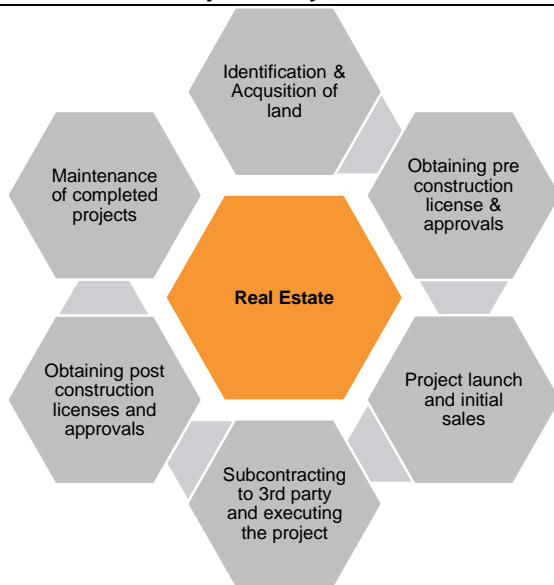 Identification &
Acqusition of
land
Obtaining pre
construction
license &
approvals
Project launch
and initial
sales
Subcontracting
to 3rd party
and executing
the project
Obtaining post
construction
licenses and
approvals
Maintenance
of completed
projects
Real Estate